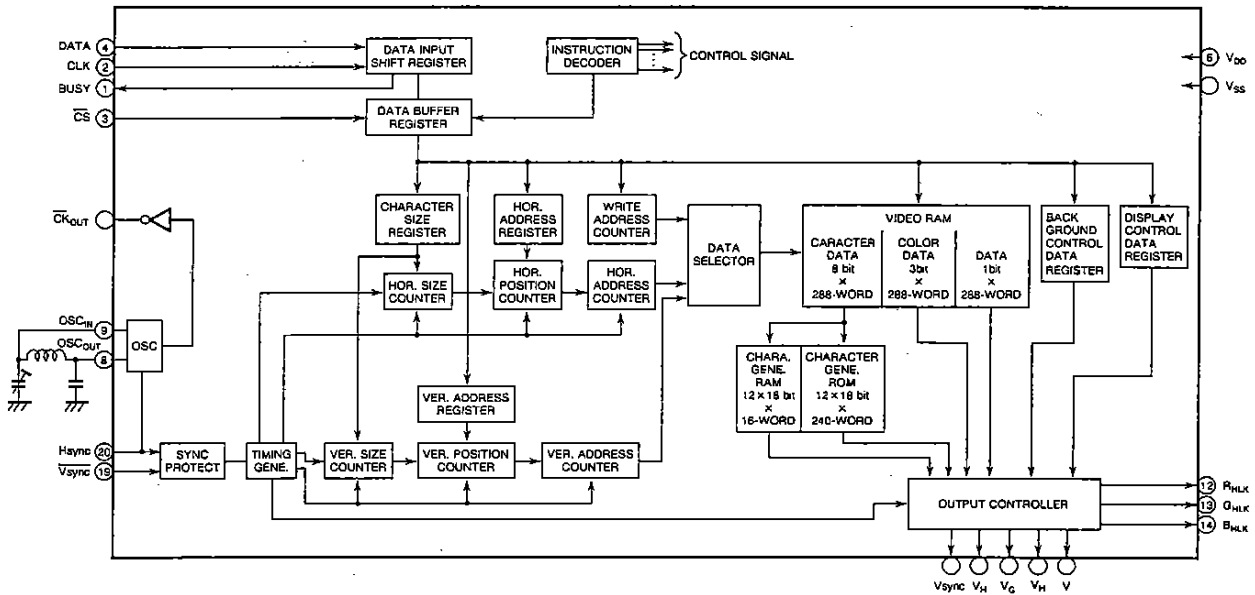 DATA 4
CLK 2
BUSY 1
CS 3
DATA INPUT
SHIFT REGISTER
DATA BUFFER
REGISTER
INSTRUCTION
DECODER
CONTROL SIGNAL
6 VDD
VSS
CKOUT
CHARACTER
SIZE
REGISTER
HOR.
ADDRESS
REGISTER
WRITE
ADDRESS
COUNTER
DATA
SELECTOR
VIDEO RAM
CARACTER
DATA
8 bit
×
288-WORD
COLOR
DATA
3bit
×
288-WORD
DATA
1bit
×
288-WORD
BACK
GROUND
CONTROL
DATA
REGISTER
DISPLAY
CONTROL
DATA
REGISTER
HOR. SIZE
COUNTER
HOR.
POSITION
COUNTER
HOR.
ADDRESS
COUNTER
OSCIN
9
OSCOUT
8
OSC
CHARA.
GENE.
RAM
12×18 bit
×
16-WORD
CHARACTER
GENE.
ROM
12×18 bit
×
240-WORD
VER. ADDRESS
REGISTER
Hsync 20
Vsync 19
SYNC
PROTECT
TIMING
GENE.
VER. SIZE
COUNTER
VER. POSITION
COUNTER
VER. ADDRESS
COUNTER
OUTPUT CONTROLLER
12 RHLK
13 GHLK
14 BHLK
Vsync VH VG VH V